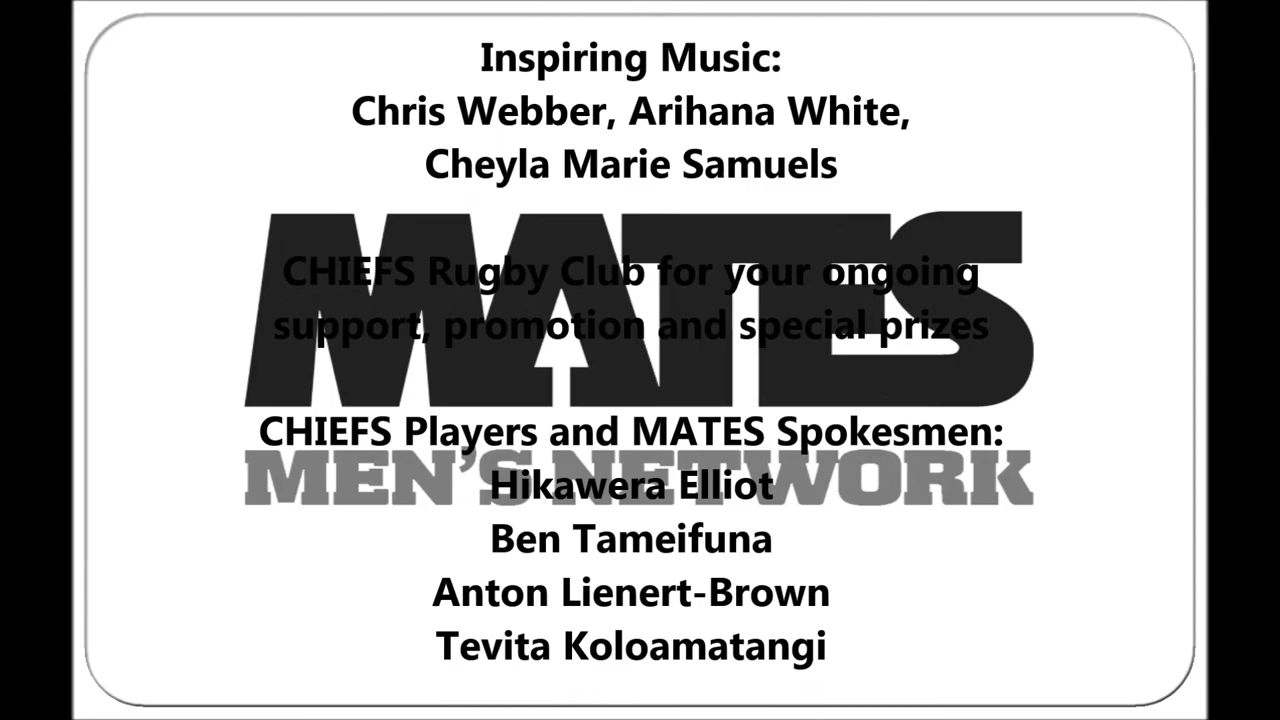 Inspiring Music:
Chris Webber, Arihana White,
Cheyla Marie Samuels
MATES
CHIEFS Rugby Club for your ongoing
support, promotion and special prizes
CHIEFS Players and MATES Spokesmen:
MEN'S NETWORK
Hikawera Elliot
Ben Tameifuna
Anton Lienert-Brown
Tevita Koloamatangi